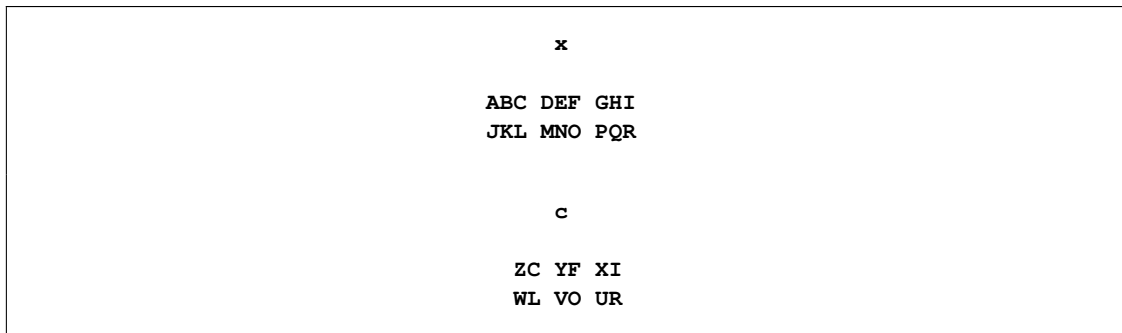 x
ABC DEF GHI
JKL MNO PQR
c
ZC YF XI
WL VO UR